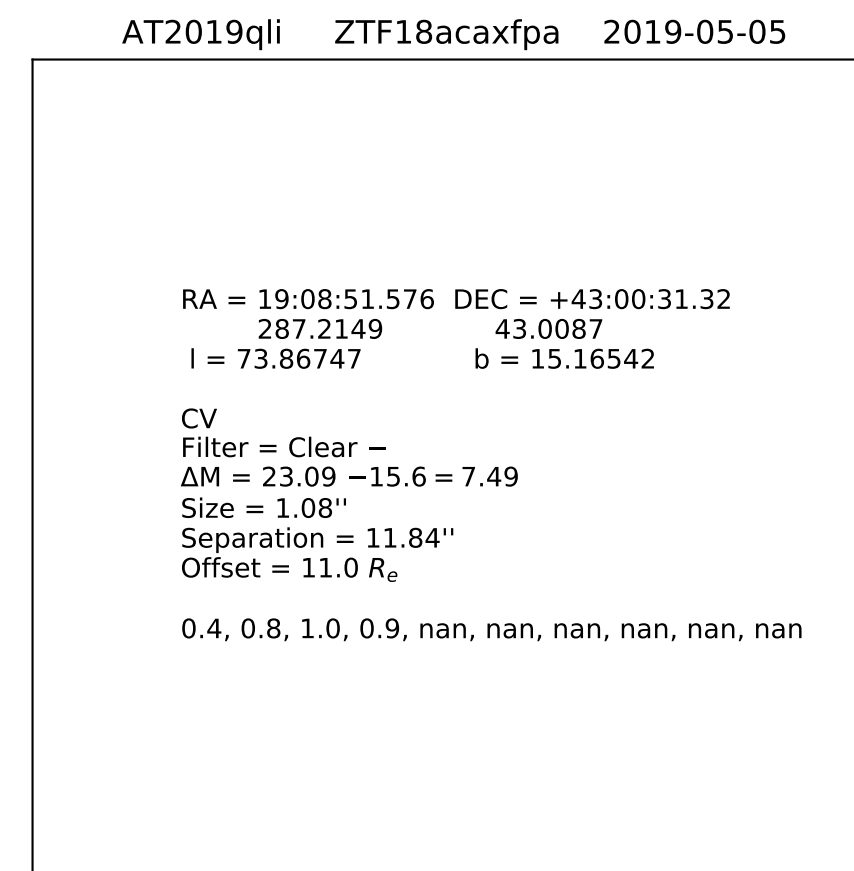 AT2019qli ZTF18acaxfpa 2019-05-05
RA = 19:08:51.576 DEC = +43:00:31.32
287.2149 43.0087
l = 73.86747 b = 15.16542
CV
Filter = Clear −
ΔM = 23.09 −15.6 = 7.49
Size = 1.08''
Separation = 11.84''
Offset = 11.0 Re
0.4, 0.8, 1.0, 0.9, nan, nan, nan, nan, nan, nan